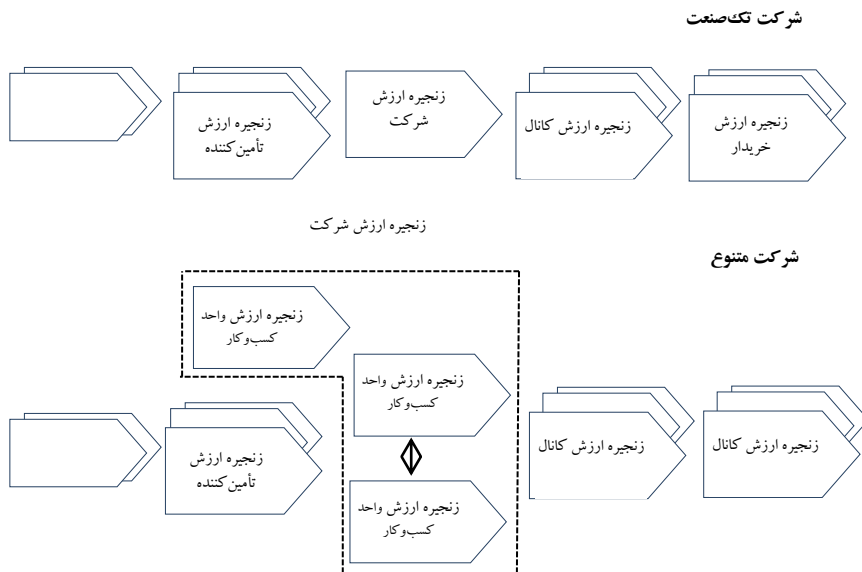 شرکت تک‌صنعت
زنجیره ارزش
تأمین‌کننده
زنجیره ارزش
شرکت
زنجیره ارزش کانال
زنجیره ارزش
خریدار
زنجیره ارزش شرکت
شرکت متنوع
زنجیره ارزش واحد
کسب‌وکار
زنجیره ارزش واحد
کسب‌وکار
زنجیره ارزش
تأمین‌کننده
زنجیره ارزش کانال
زنجیره ارزش کانال
زنجیره ارزش واحد
کسب‌وکار